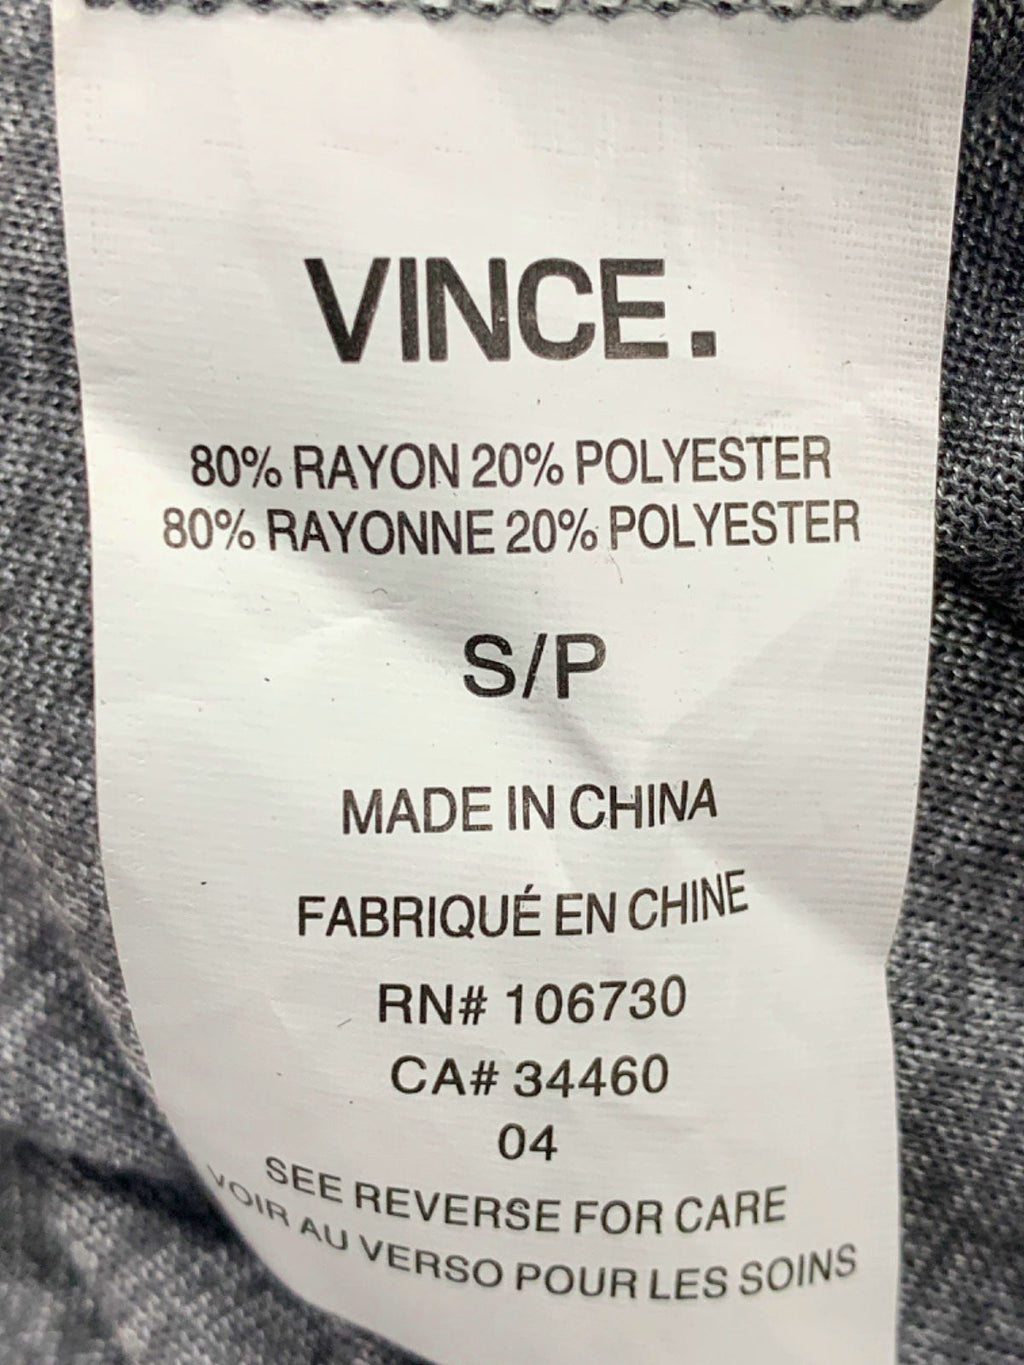 VINCE.
80% RAYON 20% POLYESTER
80% RAYONNE 20% POLYESTER
S/P
MADE IN CHINA
FABRIQUÉ EN CHINE
RN# 106730
CA# 34460
04
SEE REVERSE FOR CARE
VOIR AU VERSO POUR LES SOINS